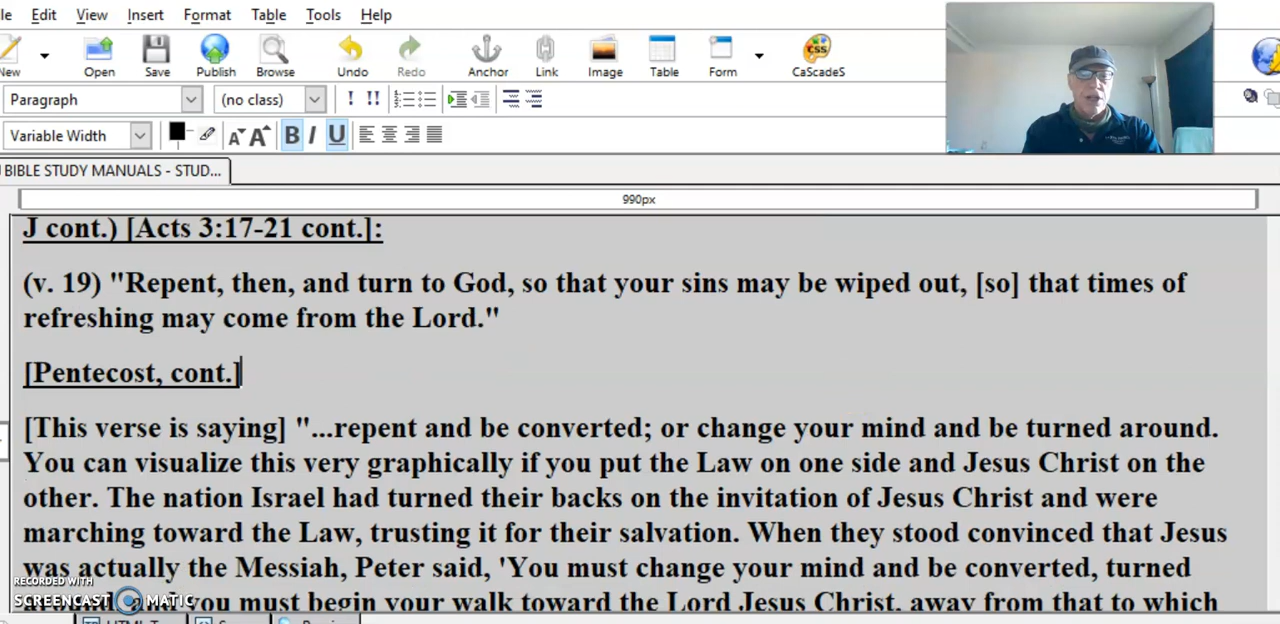 Edit View Insert Format Table Tools Help
New Open Save Publish Browse Undo Redo Anchor Link Image Table Form CaScadeS
Paragraph (no class) ! !!
Variable Width A A B I U
BIBLE STUDY MANUALS - STUD...
990px
J cont.) [Acts 3:17-21 cont.]:
(v. 19) "Repent, then, and turn to God, so that your sins may be wiped out, [so] that times of
refreshing may come from the Lord."
[Pentecost, cont.]
[This verse is saying] "...repent and be converted; or change your mind and be turned around.
You can visualize this very graphically if you put the Law on one side and Jesus Christ on the
other. The nation Israel had turned their backs on the invitation of Jesus Christ and were
marching toward the Law, trusting it for their salvation. When they stood convinced that Jesus
was actually the Messiah, Peter said, 'You must change your mind and be converted, turned
you must begin your walk toward the Lord Jesus Christ, away from that to which
RECORDED WITH
SCREENCAST MATIC